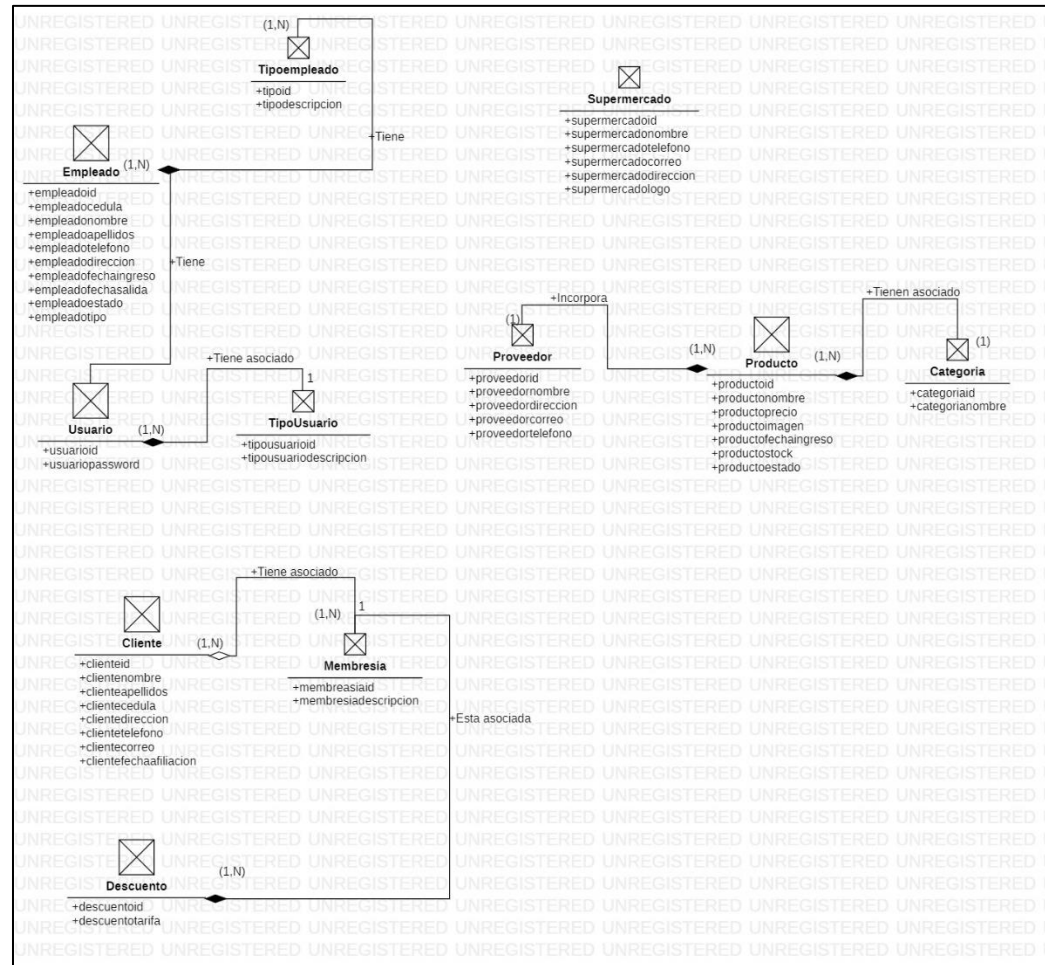 (1,N)
Tipoempleado
+tipoid
+tipodescripcion
+Tiene
Supermercado
+supermercadoid
+supermercadonombre
+supermercadotelefono
+supermercadocorreo
+supermercadodireccion
+supermercadologo
(1,N)
Empleado
+empleadoid
+empleadocedula
+empleadonombre
+empleadoapellidos
+empleadotelefono
+empleadodireccion
+empleadofechaingreso
+empleadofechasalida
+empleadoestado
+empleadotipo
+Tiene
+Tiene asociado
1
Usuario
(1,N)
+usuarioid
+usuariopassword
TipoUsuario
+tipousuarioid
+tipousuariodescripcion
+Incorpora
(1)
Proveedor
+proveedorid
+proveedornombre
+proveedordireccion
+proveedorcorreo
+proveedortelefono
(1,N)
Producto
(1,N)
+productoid
+productonombre
+productoprecio
+productoimagen
+productofechaingreso
+productostock
+productoestado
+Tienen asociado
(1)
Categoria
+categoriaid
+categorianombre
+Tiene asociado
Cliente
(1,N)
+clienteid
+clientenombre
+clienteapellidos
+clientecedula
+clientedireccion
+clientetelefono
+clientecorreo
+clientefechaafiliacion
(1,N)
1
Membresia
+membreasiaid
+membresiadescripcion
+Esta asociada
Descuento
(1,N)
+descuentoid
+descuentotarifa
UNREGISTERED